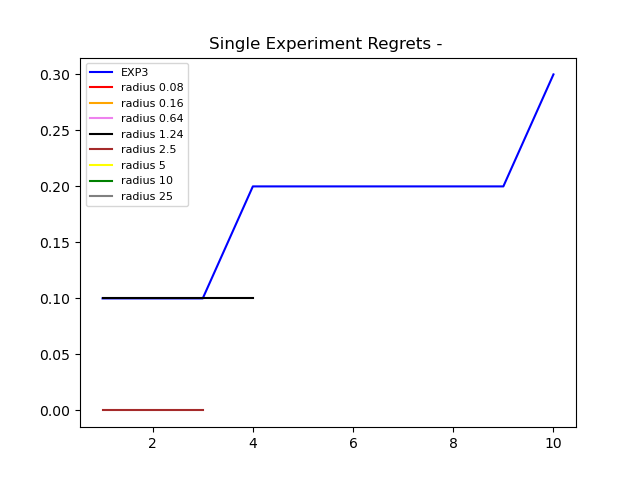 Single Experiment Regrets -
EXP3
radius 0.08
radius 0.16
radius 0.64
radius 1.24
radius 2.5
radius 5
radius 10
radius 25
0.30
0.25
0.20
0.15
0.10
0.05
0.00
2 4 6 8 10